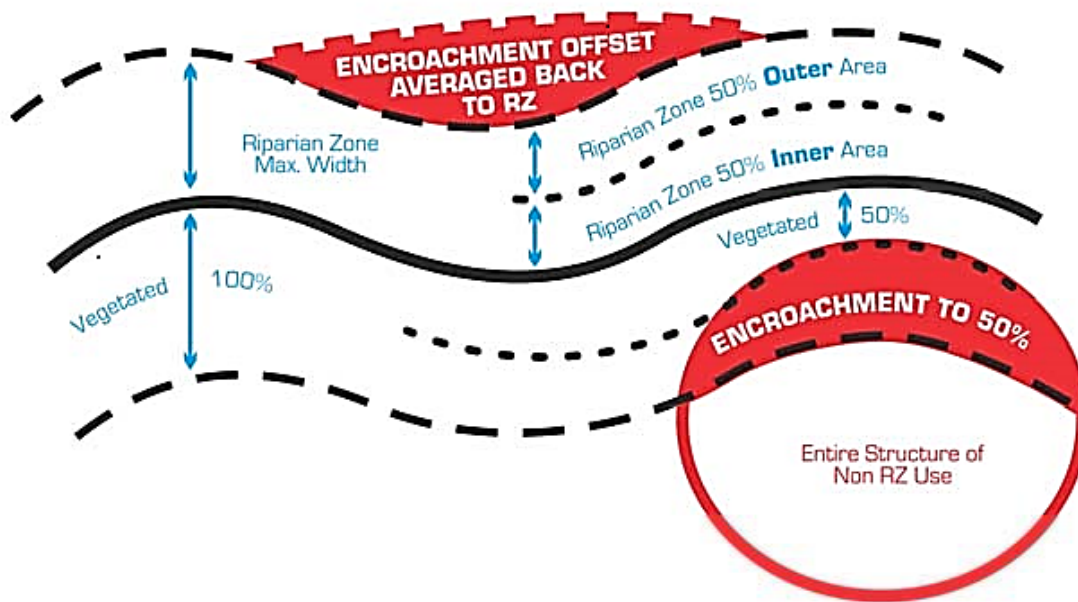 ENCROACHMENT OFFSET
AVERAGED BACK
TO RZ
Riparian Zone
Max. Width
Riparian Zone 50% Outer Area
Riparian Zone 50% Inner Area
Vegetated 50%
Vegetated 100%
ENCROACHMENT TO 50%
Entire Structure of
Non RZ Use